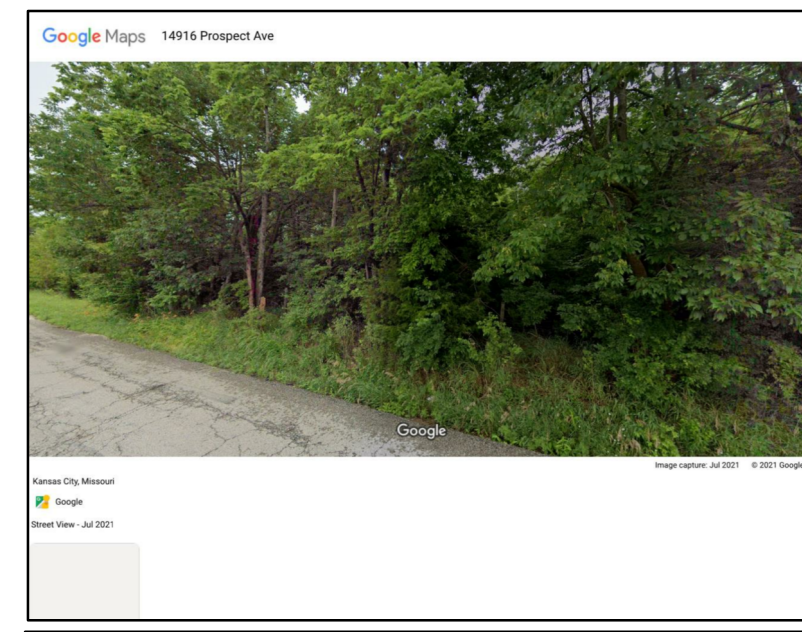 Google Maps 14916 Prospect Ave
Google
Image capture: Jul 2021 © 2021 Google
Kansas City, Missouri
Google
Street View - Jul 2021